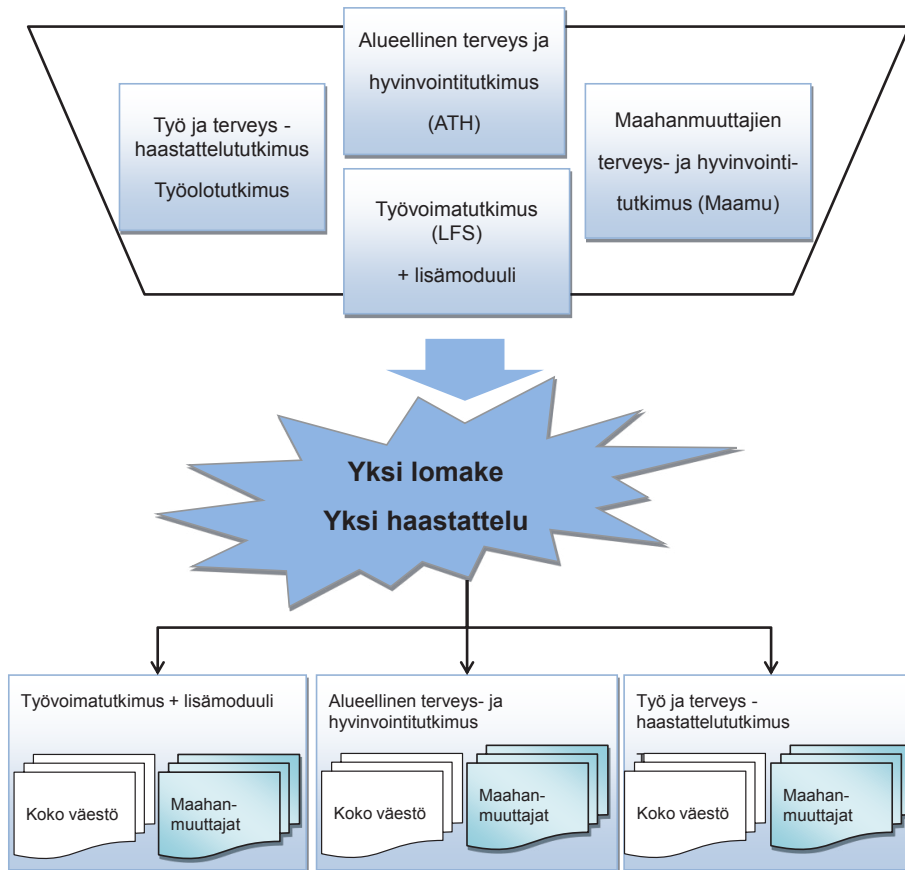 Alueellinen terveys ja
hyvinvointitutkimus
(ATH)
Työ ja terveys -
haastattelututkimus
Työolotutkimus
Maahanmuuttajien
terveys- ja hyvinvointi-
tutkimus (Maamu)
Työvoimatutkimus
(LFS)
+ lisämoduuli
Yksi lomake
Yksi haastattelu
Työvoimatutkimus + lisämoduuli
Koko väestö
Maahan-
muuttajat
Alueellinen terveys- ja
hyvinvointitutkimus
Koko väestö
Maahan-
muuttajat
Työ ja terveys -
haastattelututkimus
Koko väestö
Maahan-
muuttajat